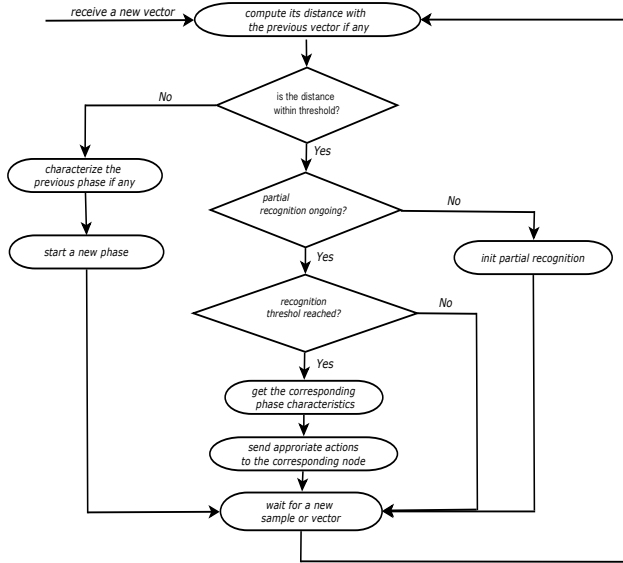 receive a new vector
compute its distance with
the previous vector if any
is the distance
within threshold?
No
Yes
characterize the
previous phase if any
partial
recognition ongoing?
No
start a new phase
Yes
init partial recognition
recognition
threshol reached?
No
Yes
get the corresponding
phase characteristics
send approriate actions
to the corresponding node
wait for a new
sample or vector